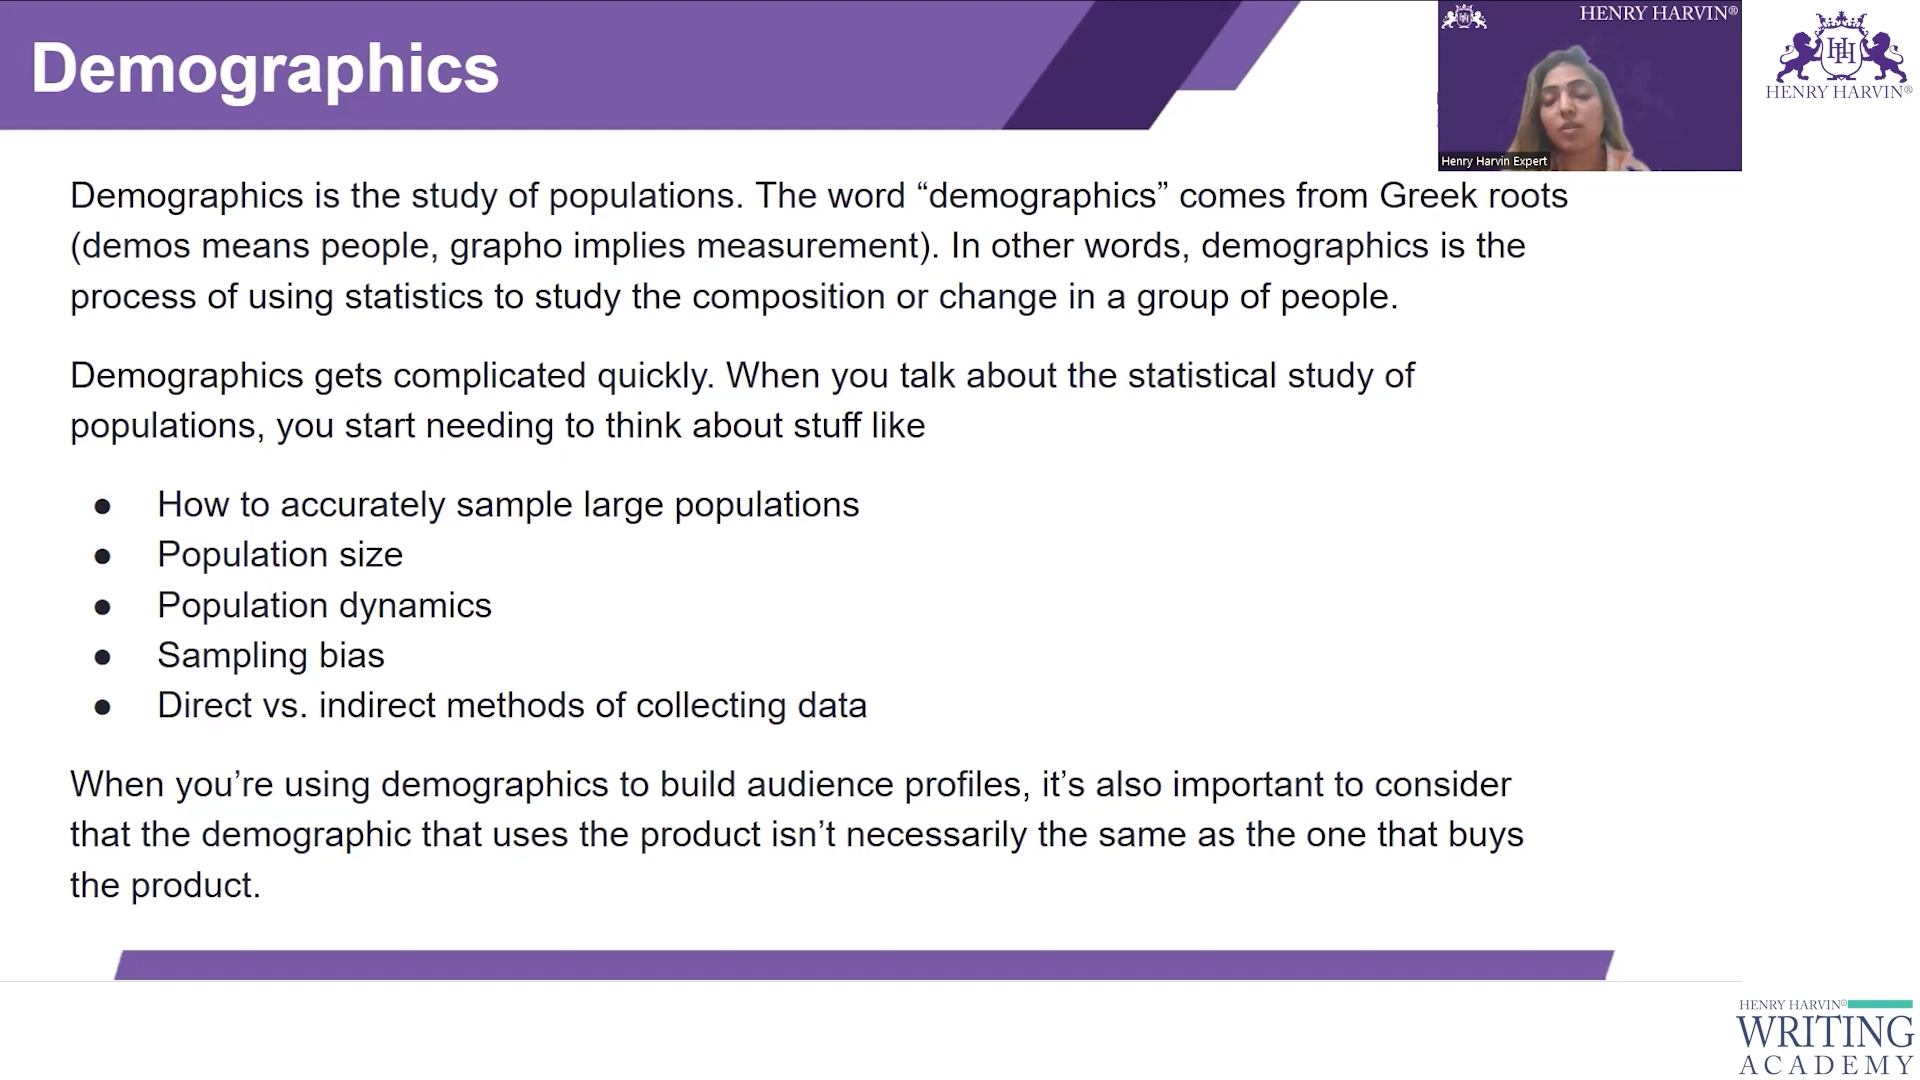 Demographics
HENRY HARVIN®
HENRY HARVIN®
Henry Harvin Expert
Demographics is the study of populations. The word “demographics” comes from Greek roots
(demos means people, grapho implies measurement). In other words, demographics is the
process of using statistics to study the composition or change in a group of people.
Demographics gets complicated quickly. When you talk about the statistical study of
populations, you start needing to think about stuff like
● How to accurately sample large populations
● Population size
● Population dynamics
● Sampling bias
● Direct vs. indirect methods of collecting data
When you’re using demographics to build audience profiles, it’s also important to consider
that the demographic that uses the product isn’t necessarily the same as the one that buys
the product.
HENRY HARVIN®
WRITING
ACADEMY